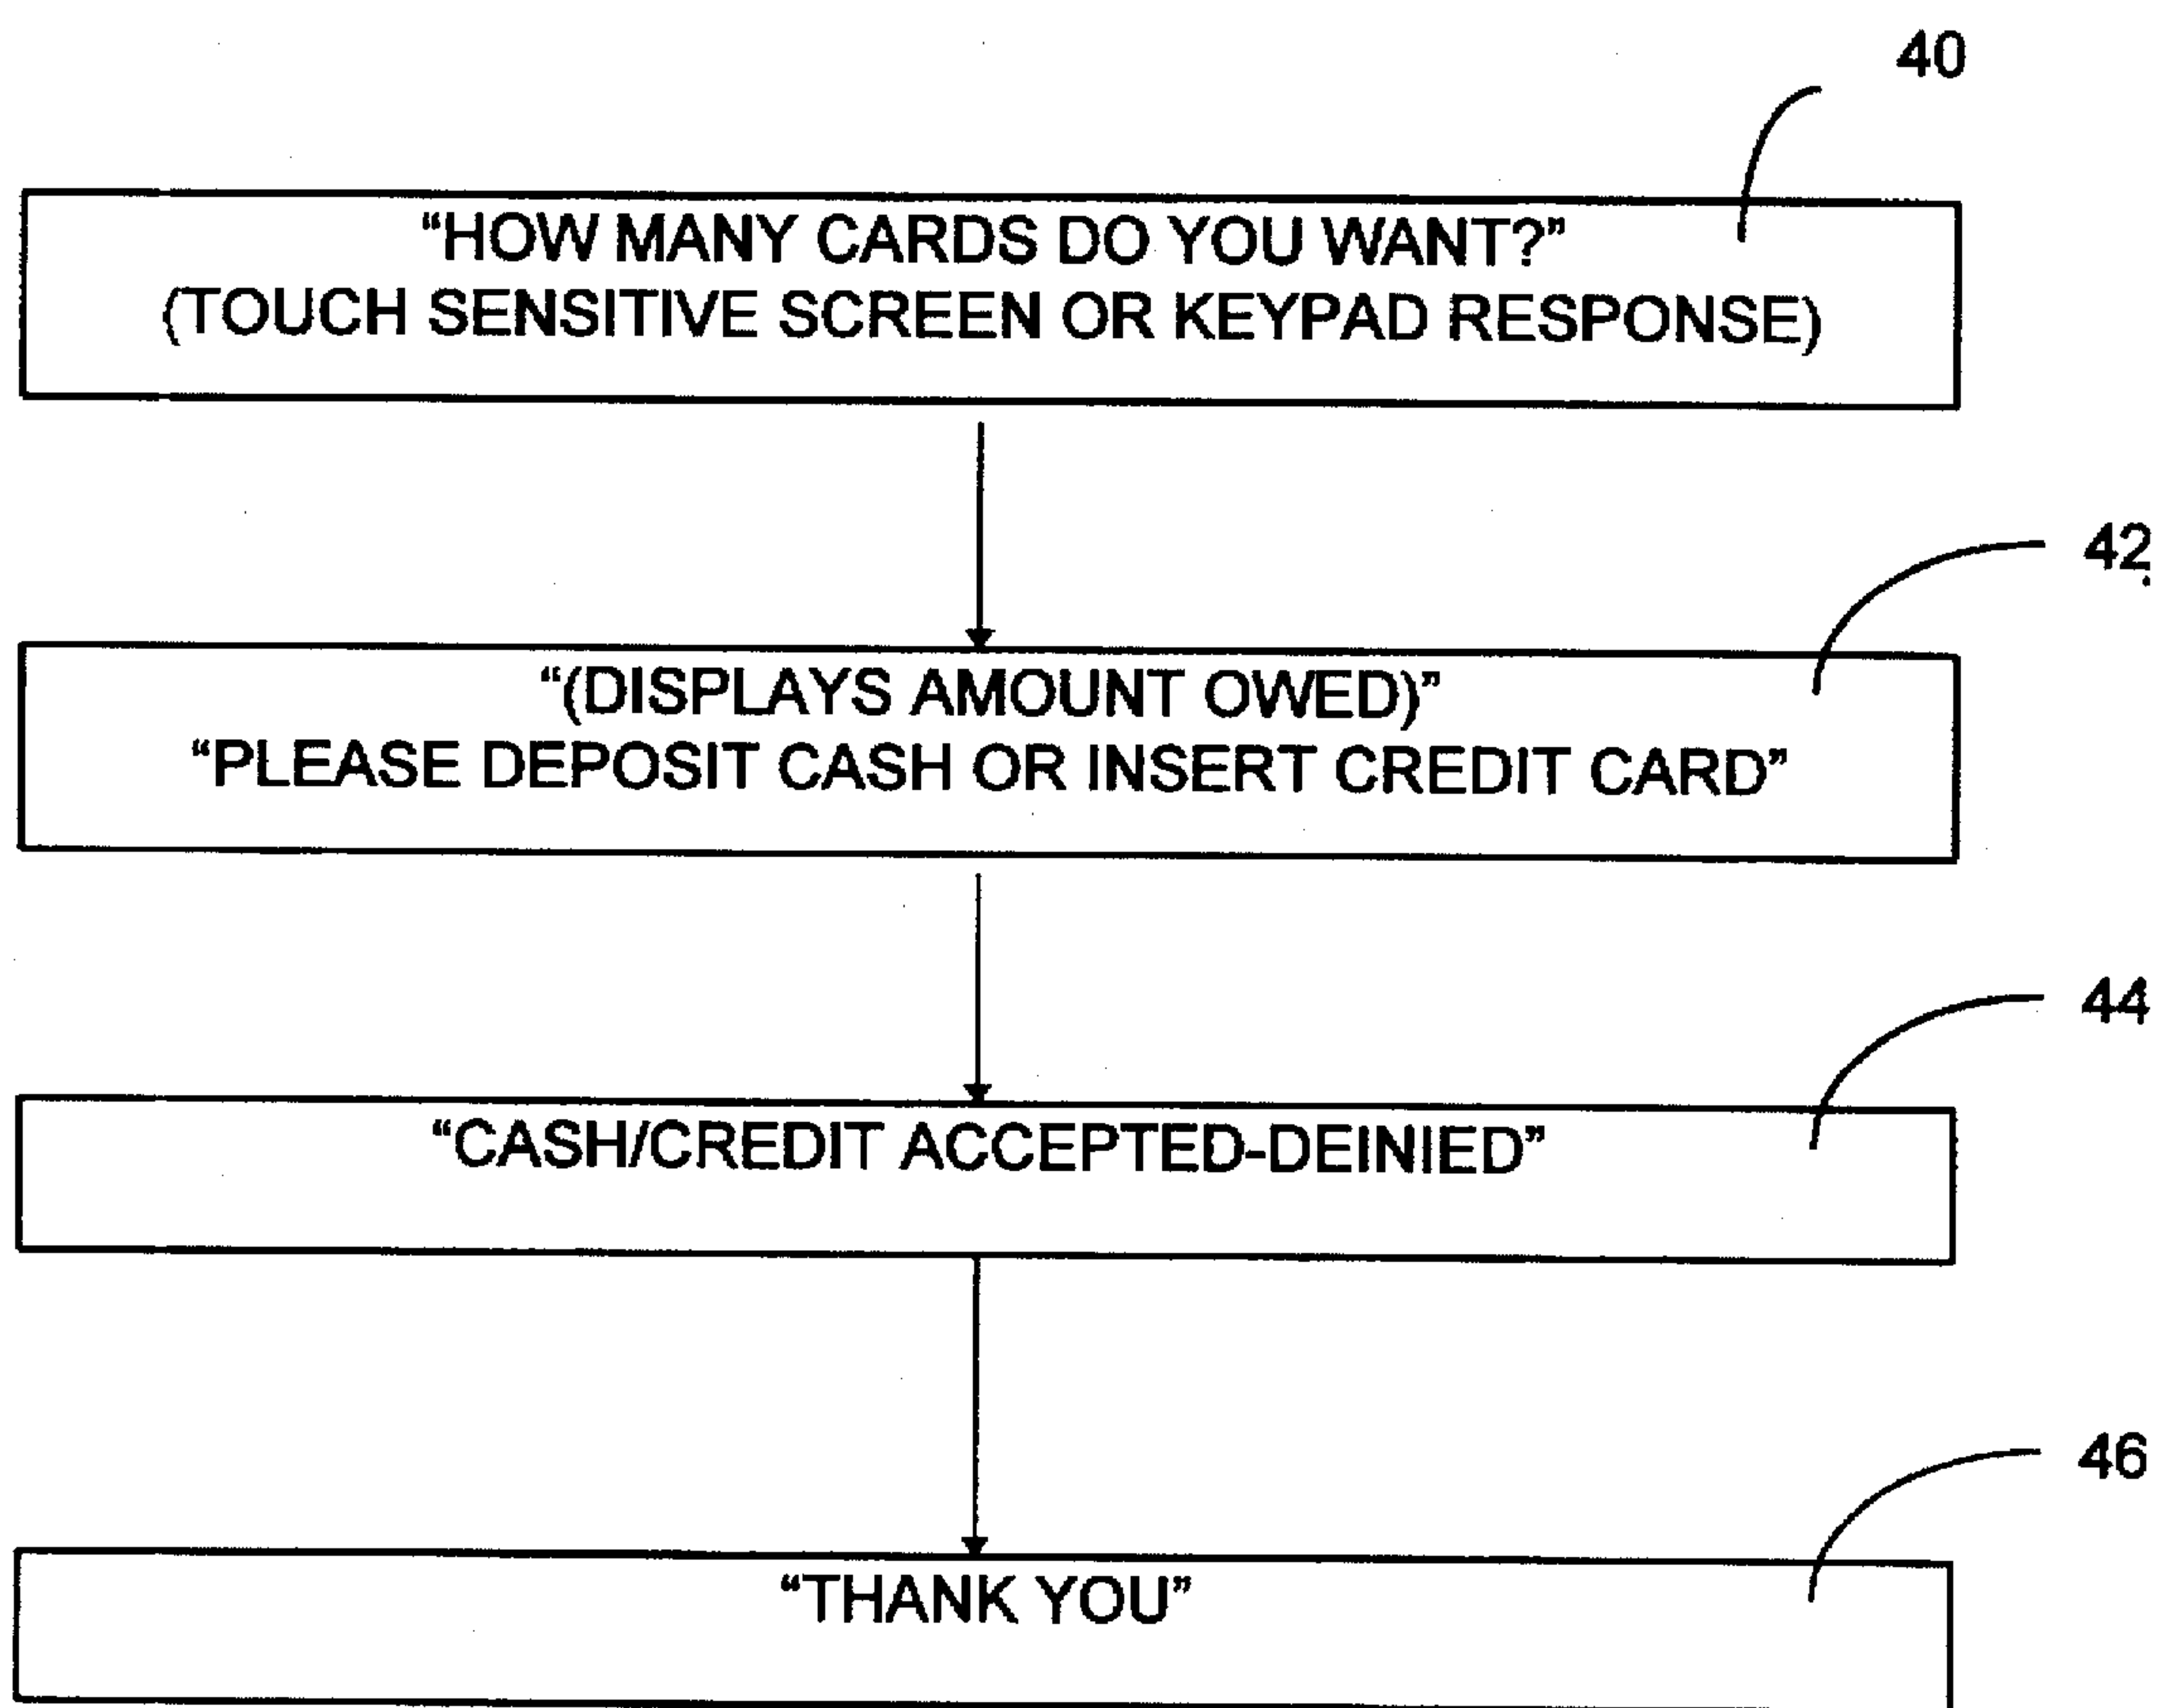 40
“HOW MANY CARDS DO YOU WANT?”
(TOUCH SENSITIVE SCREEN OR KEYPAD RESPONSE)
42
“(DISPLAYS AMOUNT OWED)”
“PLEASE DEPOSIT CASH OR INSERT CREDIT CARD”
44
“CASH/CREDIT ACCEPTED-DEINIED”
46
“THANK YOU”